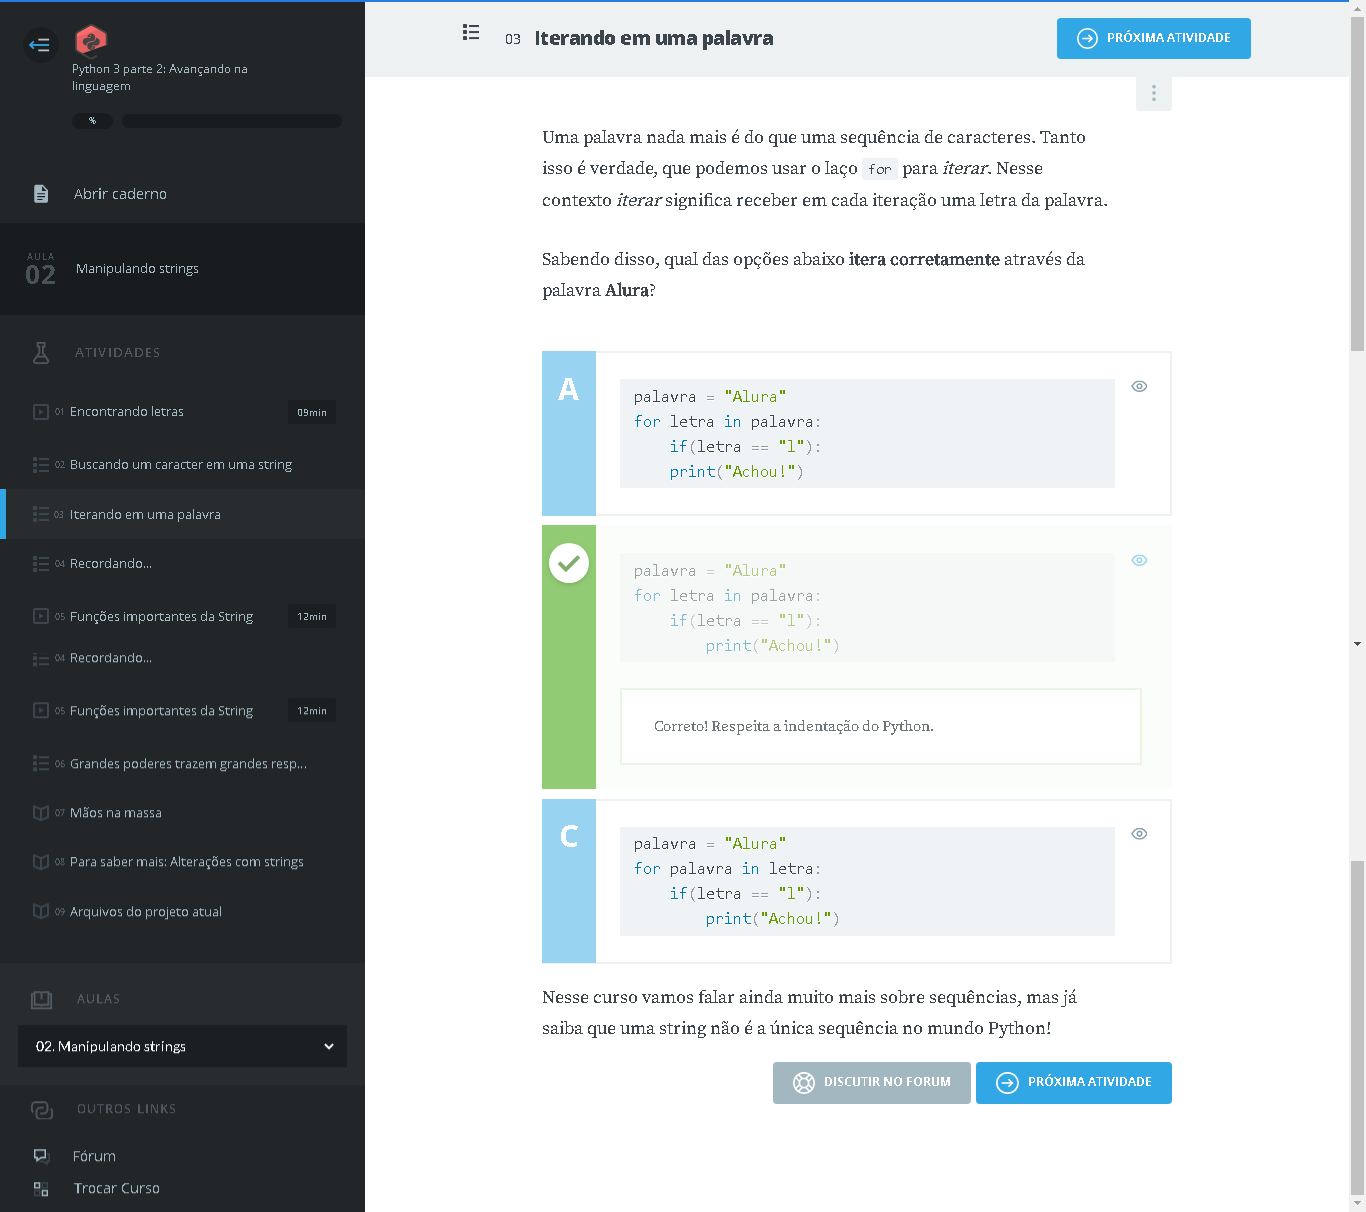 Python 3 parte 2: Avançando na
linguagem
%
Abrir caderno
AULA
02
Manipulando strings
ATIVIDADES
01 Encontrando letras 09min
02 Buscando um caracter em uma string
03 Iterando em uma palavra
04 Recordando...
05 Funções importantes da String 12min
04 Recordando...
05 Funções importantes da String 12min
06 Grandes poderes trazem grandes resp...
07 Mãos na massa
08 Para saber mais: Alterações com strings
09 Arquivos do projeto atual
AULAS
02. Manipulando strings
OUTROS LINKS
Fórum
Trocar Curso
03 Iterando em uma palavra
PRÓXIMA ATIVIDADE
Uma palavra nada mais é do que uma sequência de caracteres. Tanto
isso é verdade, que podemos usar o laço for para iterar. Nesse
contexto iterar significa receber em cada iteração uma letra da palavra.
Sabendo disso, qual das opções abaixo itera corretamente através da
palavra Alura?
A
palavra = "Alura"
for letra in palavra:
    if(letra == "l"):
    print("Achou!")
palavra = "Alura"
for letra in palavra:
    if(letra == "l"):
        print("Achou!")
Correto! Respeita a indentação do Python.
C
palavra = "Alura"
for palavra in letra:
    if(letra == "l"):
        print("Achou!")
Nesse curso vamos falar ainda muito mais sobre sequências, mas já
saiba que uma string não é a única sequência no mundo Python!
DISCUTIR NO FORUM
PRÓXIMA ATIVIDADE